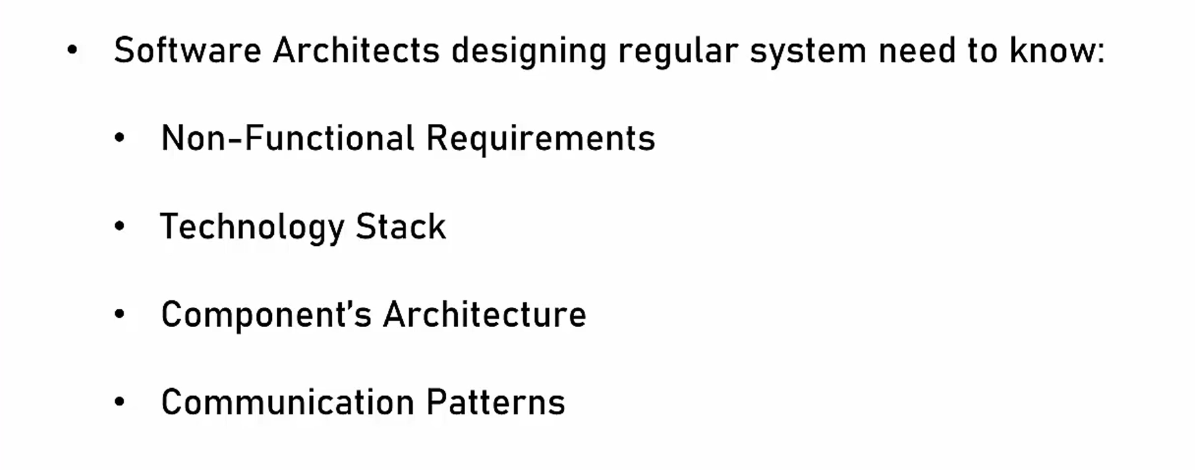 • Software Architects designing regular system need to know:
• Non-Functional Requirements
• Technology Stack
• Component's Architecture
• Communication Patterns